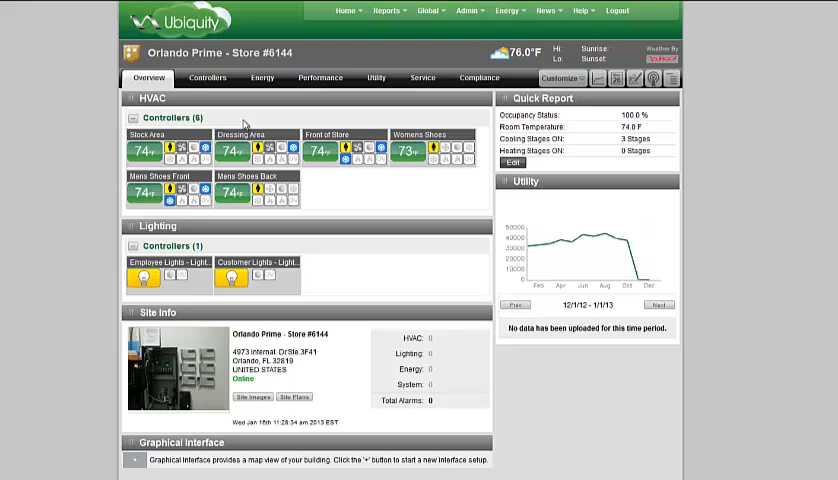 Ubiquity
Home Reports Global Admin Energy News Help Logout
Orlando Prime - Store #6144
76.0°F
Hi:
Lo:
Sunrise:
Sunset:
Weather By
YAHOO!
Overview Controllers Energy Performance Utility Service Compliance
Customize
HVAC
Controllers (6)
Stock Area
74°F
Dressing Area
74°F
Front of Store
74°F
Womens Shoes
73°F
Mens Shoes Front
74°F
Mens Shoes Back
74°F
Lighting
Controllers (1)
Employee Lights - Light...
Customer Lights - Light...
Site Info
Orlando Prime - Store #6144
4973 Internat. Dr Ste.3F41
Orlando, FL 32819
UNITED STATES
Online
Site Images Site Plans
HVAC: 0
Lighting: 0
Energy: 0
System: 0
Total Alarms: 0
Wed Jan 16th 11:28:34 am 2013 EST
Graphical Interface
+ Graphical Interface provides a map view of your building. Click the '+' button to start a new interface setup.
Quick Report
Occupancy Status: 100.0 %
Room Temperature: 74.0 F
Cooling Stages ON: 3 Stages
Heating Stages ON: 0 Stages
Edit
Utility
50000
40000
30000
20000
10000
0
Feb Apr Jun Aug Oct Dec
Prev 12/1/12 - 1/1/13 Next
No data has been uploaded for this time period.